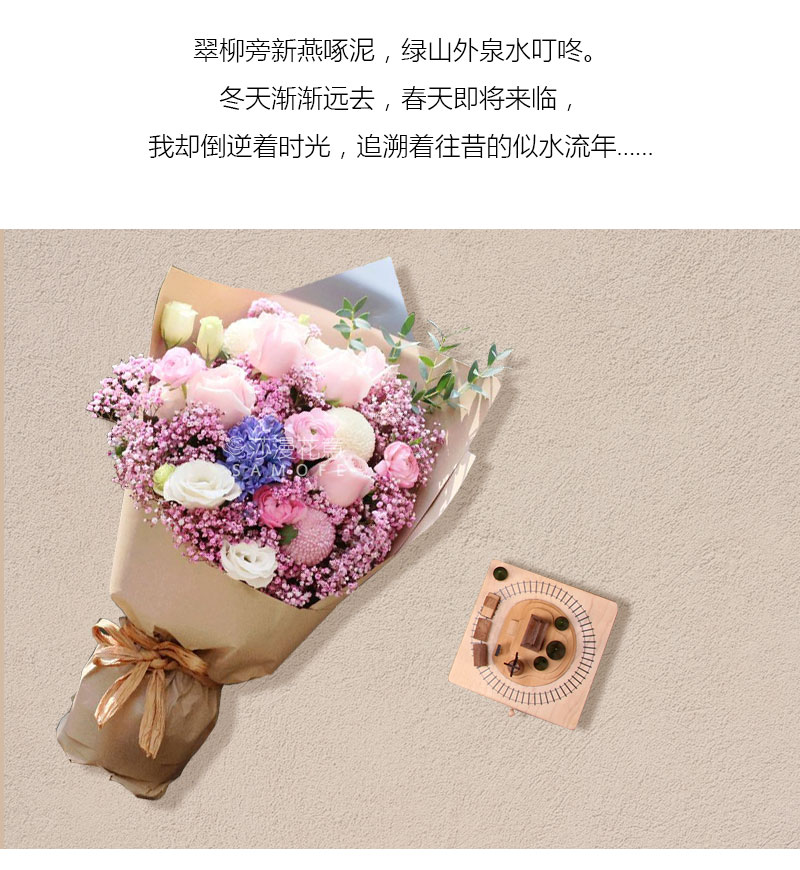 翠柳旁新燕啄泥，绿山外泉水叮咚。
冬天渐渐远去，春天即将来临，
我却倒逆着时光，追溯着往昔的似水流年……